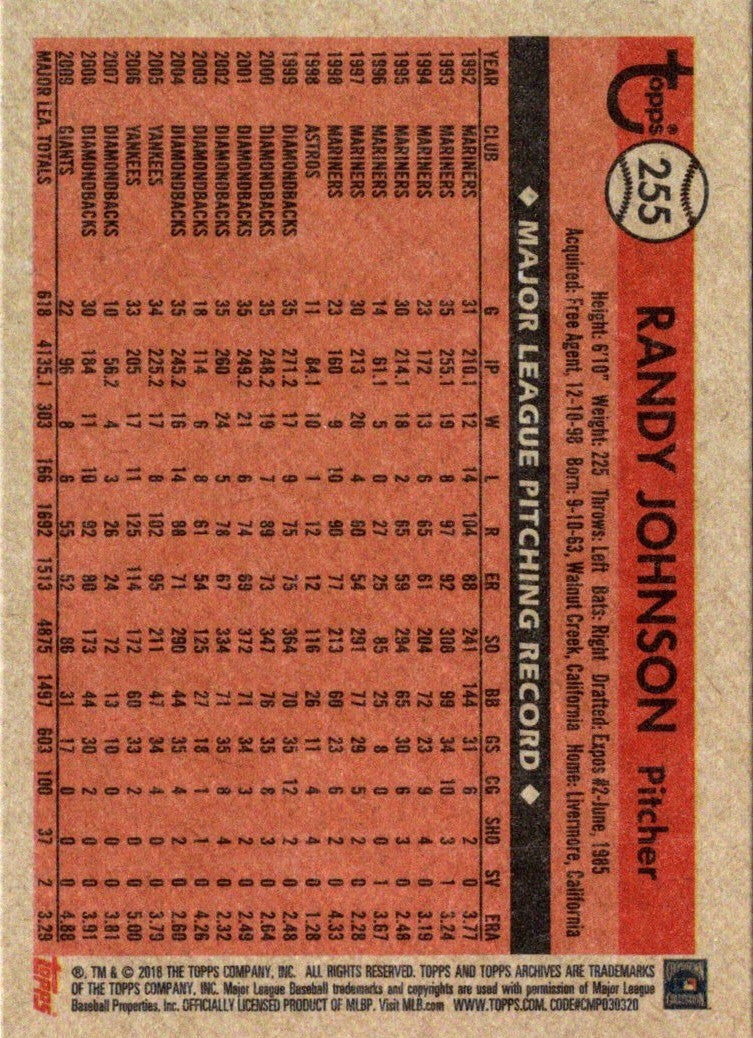 topps®
255
RANDY JOHNSON Pitcher
Height: 6'10" Weight: 225 Throws: Left Bats: Right Drafted: Expos #2-June, 1985
Acquired: Free Agent, 12-10-98 Born: 9-10-63, Walnut Creek, California Home: Livermore, California
MAJOR LEAGUE PITCHING RECORD
YEAR CLUB G IP W L R ER SO BB GS CG SHO SV ERA
1992 MARINERS 31 210.1 12 14 104 88 241 144 31 6 2 0 3.77
1993 MARINERS 35 255.1 19 8 97 92 308 99 34 10 3 1 3.24
1994 MARINERS 23 172 13 6 65 61 204 72 23 9 4 0 3.19
1995 MARINERS 30 214.1 18 2 65 59 294 65 30 6 3 0 2.48
1996 MARINERS 14 61.1 5 0 27 25 85 25 8 0 0 1 3.67
1997 MARINERS 30 213 20 4 60 54 291 77 29 5 2 0 2.28
1998 MARINERS 23 160 9 10 90 77 213 60 23 6 2 0 4.33
1998 ASTROS 11 84.1 10 1 12 12 116 26 11 4 4 0 1.28
1999 DIAMONDBACKS 35 271.2 17 9 75 75 364 70 35 12 2 0 2.48
2000 DIAMONDBACKS 35 248.2 19 7 89 73 347 76 35 8 3 0 2.64
2001 DIAMONDBACKS 35 249.2 21 6 74 69 372 71 34 3 2 0 2.49
2002 DIAMONDBACKS 35 260 24 5 78 67 334 71 35 8 4 0 2.32
2003 DIAMONDBACKS 18 114 6 8 61 54 125 27 18 1 1 0 4.26
2004 DIAMONDBACKS 35 245.2 16 14 88 71 290 44 35 4 2 0 2.60
2005 YANKEES 34 225.2 17 8 102 95 211 47 34 4 0 0 3.79
2006 YANKEES 33 205 17 11 125 114 172 60 33 2 0 0 5.00
2007 DIAMONDBACKS 10 56.2 4 3 26 24 72 13 10 0 0 0 3.81
2008 DIAMONDBACKS 30 184 11 10 92 80 173 44 30 2 0 0 3.91
2009 GIANTS 22 96 8 6 55 52 86 31 17 0 0 0 4.88
MAJOR LEA. TOTALS 618 4135.1 303 166 1692 1513 4875 1497 603 100 37 2 3.29
®, TM & © 2018 THE TOPPS COMPANY, INC. ALL RIGHTS RESERVED. TOPPS AND TOPPS ARCHIVES ARE TRADEMARKS
OF THE TOPPS COMPANY, INC. Major League Baseball trademarks and copyrights are used with permission of Major League
Baseball Properties, Inc. OFFICIALLY LICENSED PRODUCT OF MLBP. Visit MLB.com WWW.TOPPS.COM. CODE#CMP030320
TOPPS